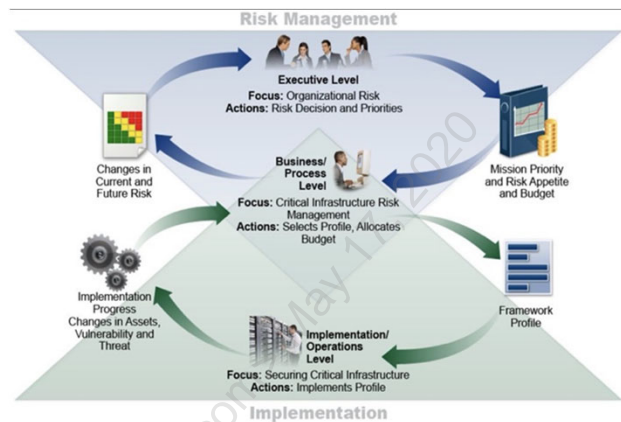 Risk Management
Executive Level
Focus: Organizational Risk
Actions: Risk Decision and Priorities
Changes in
Current and
Future Risk
Mission Priority
and Risk Appetite
and Budget
Business/
Process
Level
Focus: Critical Infrastructure Risk
Management
Actions: Selects Profile, Allocates
Budget
Implementation
Progress
Changes in Assets,
Vulnerability and
Threat
Framework
Profile
Implementation/
Operations
Level
Focus: Securing Critical Infrastructure
Actions: Implements Profile
Implementation
May 17, 2020